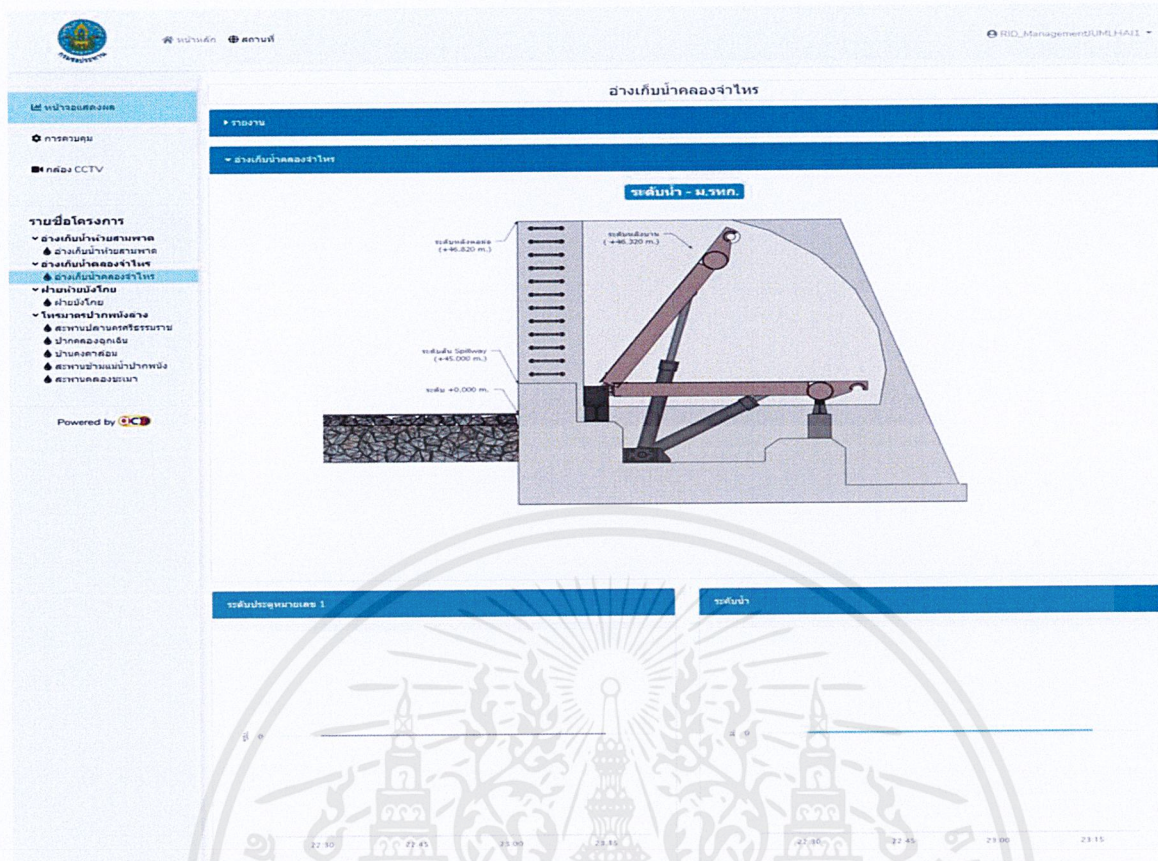 กรมชลประทาน
หน้าหลัก สถานที่
RID_Management
หน้าจอแสดงผล
การควบคุม
กล้อง CCTV
รายชื่อโครงการ
อ่างเก็บน้ำห้วยสามพาด
อ่างเก็บน้ำห้วยสามพาด
อ่างเก็บน้ำคลองจำไหร
อ่างเก็บน้ำคลองจำไหร
ฝายห้วยบังโกย
ฝายบังโกย
โทรมาตรปากพนังล่าง
สะพานปลานครศรีธรรมราช
ปากคลองฉุกเฉิน
สะพานข้ามแม่น้ำปากพนัง
Powered by
อ่างเก็บน้ำคลองจำไหร
รายงาน
อ่างเก็บน้ำคลองจำไหร
ระดับน้ำ - ม.รทก.
(+46.820 m.)
ระดับหลังบาน
(+46.320 m.)
ระดับสัน Spillway
(+45.000 m.)
ระดับ +0.000 m.
ระดับประตูหมายเลข 1
ระดับน้ำ
0
0
22:30 22:45 23:00 23:15
22:30 22:45 23:00 23:15